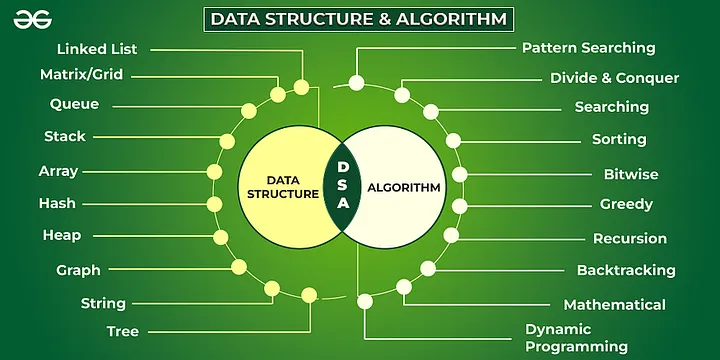 DATA STRUCTURE & ALGORITHM
Linked List
Matrix/Grid
Queue
Stack
Array
Hash
Heap
Graph
String
Tree
DATA
STRUCTURE
D
S
A
ALGORITHM
Pattern Searching
Divide & Conquer
Searching
Sorting
Bitwise
Greedy
Recursion
Backtracking
Mathematical
Dynamic
Programming